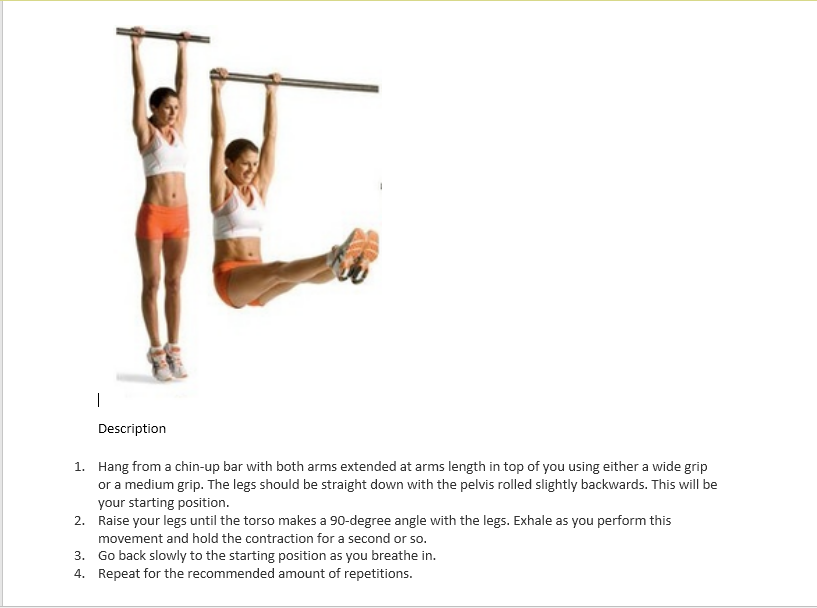 Description
1. Hang from a chin-up bar with both arms extended at arms length in top of you using either a wide grip
or a medium grip. The legs should be straight down with the pelvis rolled slightly backwards. This will be
your starting position.
2. Raise your legs until the torso makes a 90-degree angle with the legs. Exhale as you perform this
movement and hold the contraction for a second or so.
3. Go back slowly to the starting position as you breathe in.
4. Repeat for the recommended amount of repetitions.